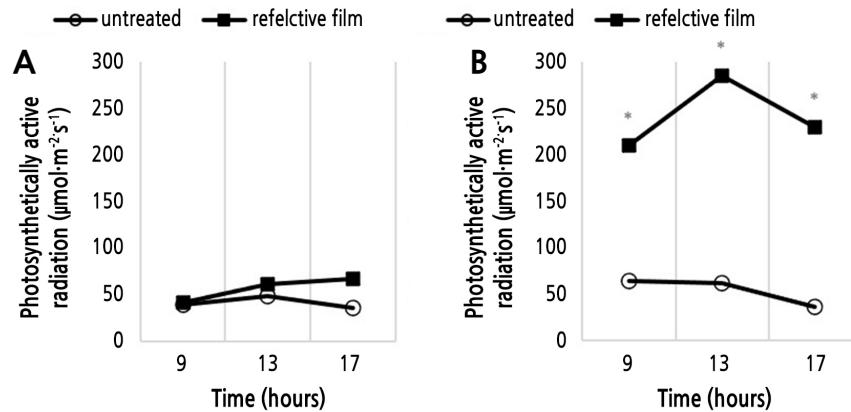 untreated refelctive film
A
Photosynthetically active
radiation (µmol·m⁻²·s⁻¹)
300
250
200
150
100
50
0
9 13 17
Time (hours)
untreated refelctive film
B
Photosynthetically active
radiation (µmol·m⁻²·s⁻¹)
300
250
200
150
100
50
0
* * *
9 13 17
Time (hours)